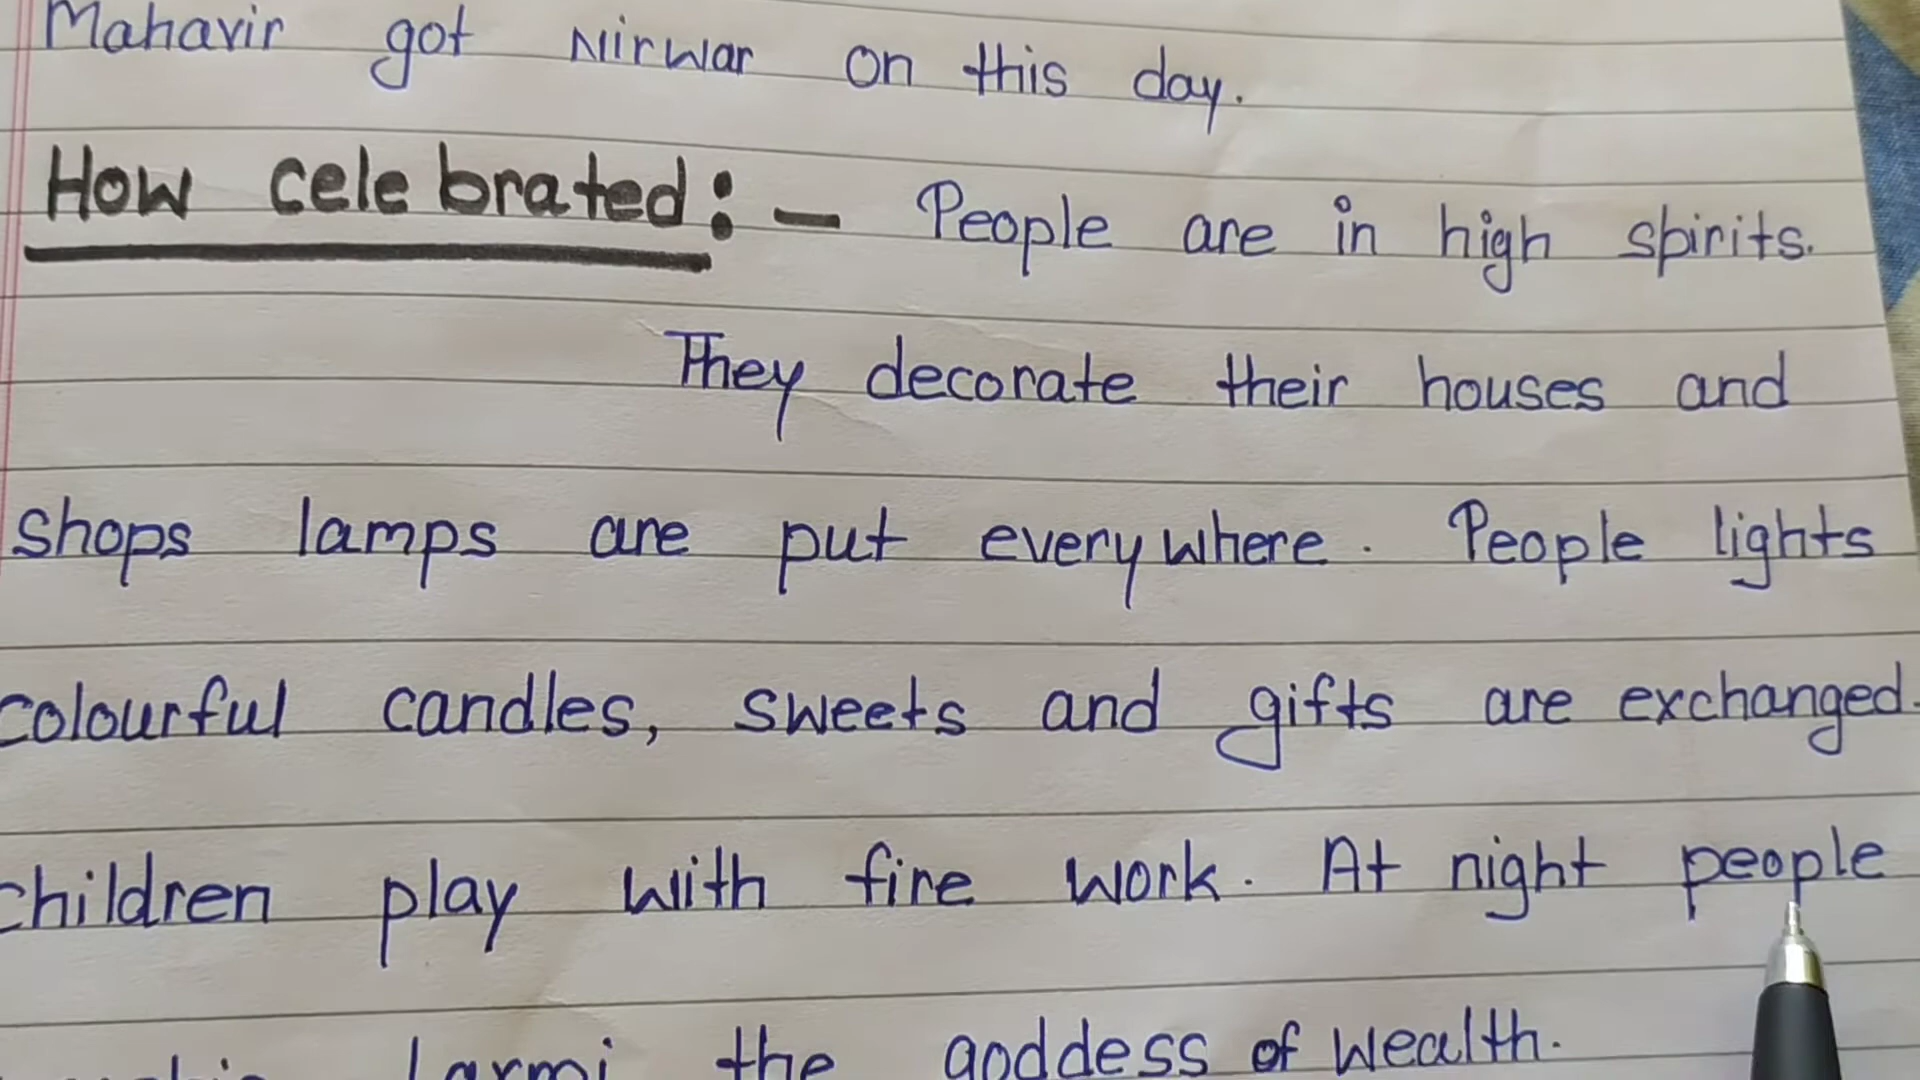 Mahavir got Nirwar on this day.
How celebrated:- People are in high spirits.
They decorate their houses and
shops lamps are put everywhere. People lights
colourful candles, sweets and gifts are exchanged.
children play with fire work. At night people
Laxmi the goddess of wealth.